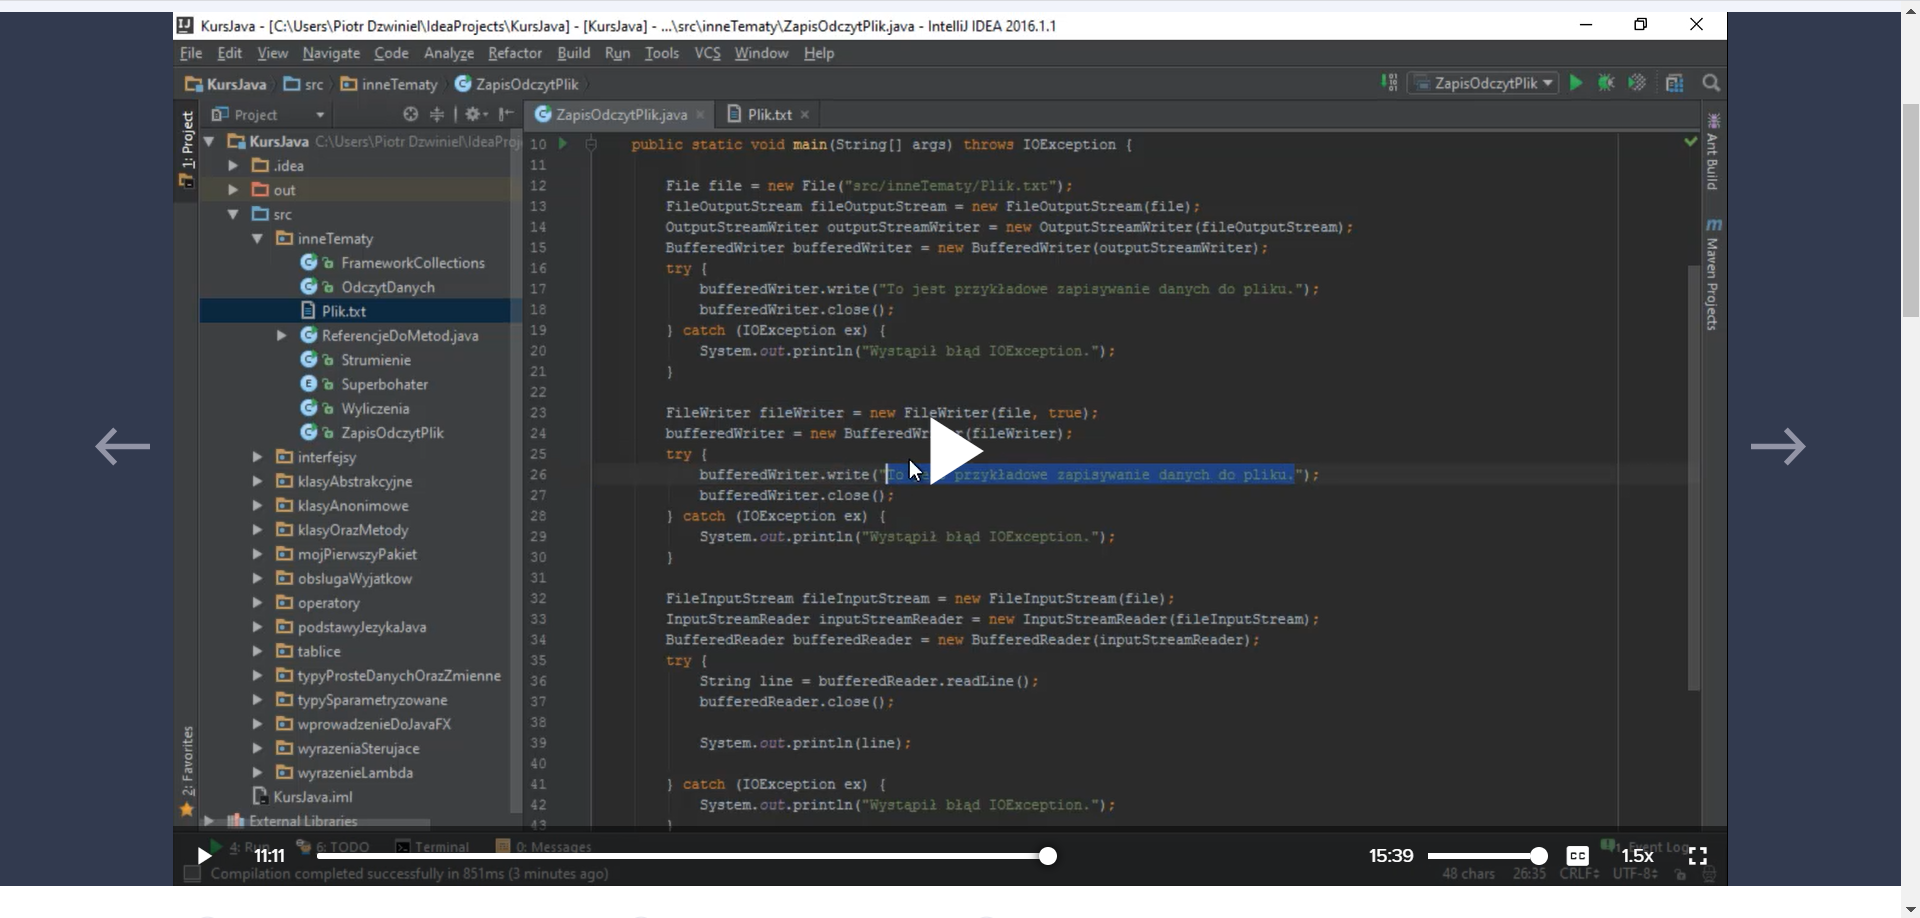 KursJava - [C:\Users\Piotr Dzwiniel\IdeaProjects\KursJava] - [KursJava] - ...\src\inneTematy\ZapisOdczytPlik.java - IntelliJ IDEA 2016.1.1
File Edit View Navigate Code Analyze Refactor Build Run Tools VCS Window Help
KursJava src inneTematy ZapisOdczytPlik
ZapisOdczytPlik
1: Project
2: Favorites
Project
KursJava C:\Users\Piotr Dzwiniel\IdeaProj
.idea
out
src
inneTematy
FrameworkCollections
OdczytDanych
Plik.txt
ReferencjeDoMetod.java
Strumienie
Superbohater
Wyliczenia
ZapisOdczytPlik
interfejsy
klasyAbstrakcyjne
klasyAnonimowe
klasyOrazMetody
mojPierwszyPakiet
obslugaWyjatkow
operatory
podstawyJezykaJava
tablice
typyProsteDanychOrazZmienne
typySparametryzowane
wprowadzenieDoJavaFX
wyrazeniaSterujace
wyrazenieLambda
KursJava.iml
External Libraries
ZapisOdczytPlik.java Plik.txt
10 public static void main(String[] args) throws IOException {
11
12 File file = new File("src/inneTematy/Plik.txt");
13 FileOutputStream fileOutputStream = new FileOutputStream(file);
14 OutputStreamWriter outputStreamWriter = new OutputStreamWriter(fileOutputStream);
15 BufferedWriter bufferedWriter = new BufferedWriter(outputStreamWriter);
16 try {
17 bufferedWriter.write("To jest przykładowe zapisywanie danych do pliku.");
18 bufferedWriter.close();
19 } catch (IOException ex) {
20 System.out.println("Wystąpił błąd IOException.");
21 }
22
23 FileWriter fileWriter = new FileWriter(file, true);
24 bufferedWriter = new BufferedWriter(fileWriter);
25 try {
26 bufferedWriter.write("To jest przykładowe zapisywanie danych do pliku.");
27 bufferedWriter.close();
28 } catch (IOException ex) {
29 System.out.println("Wystąpił błąd IOException.");
30 }
31
32 FileInputStream fileInputStream = new FileInputStream(file);
33 InputStreamReader inputStreamReader = new InputStreamReader(fileInputStream);
34 BufferedReader bufferedReader = new BufferedReader(inputStreamReader);
35 try {
36 String line = bufferedReader.readLine();
37 bufferedReader.close();
38
39 System.out.println(line);
40
41 } catch (IOException ex) {
42 System.out.println("Wystąpił błąd IOException.");
43 }
Ant Build
m Maven Projects
4: Run 6: TODO Terminal 0: Messages Event Log
11:11 15:39 CC 1.5x
Compilation completed successfully in 851ms (3 minutes ago) 48 chars 26:35 CRLF UTF-8